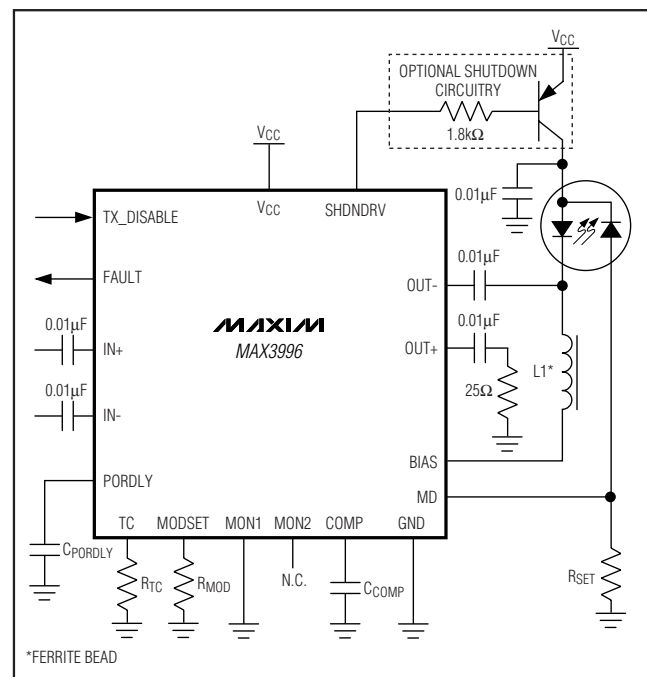 VCC
OPTIONAL SHUTDOWN
CIRCUITRY
1.8kΩ
VCC
0.01µF
VCC
SHDNDRV
TX_DISABLE
FAULT
0.01µF
OUT-
0.01µF
MAXIM
MAX3996
0.01µF
IN+
OUT+
L1*
25Ω
0.01µF
IN-
BIAS
PORDLY
MD
TC
MODSET
MON1
MON2
COMP
GND
CPORDLY
RTC
RMOD
N.C.
CCOMP
RSET
*FERRITE BEAD